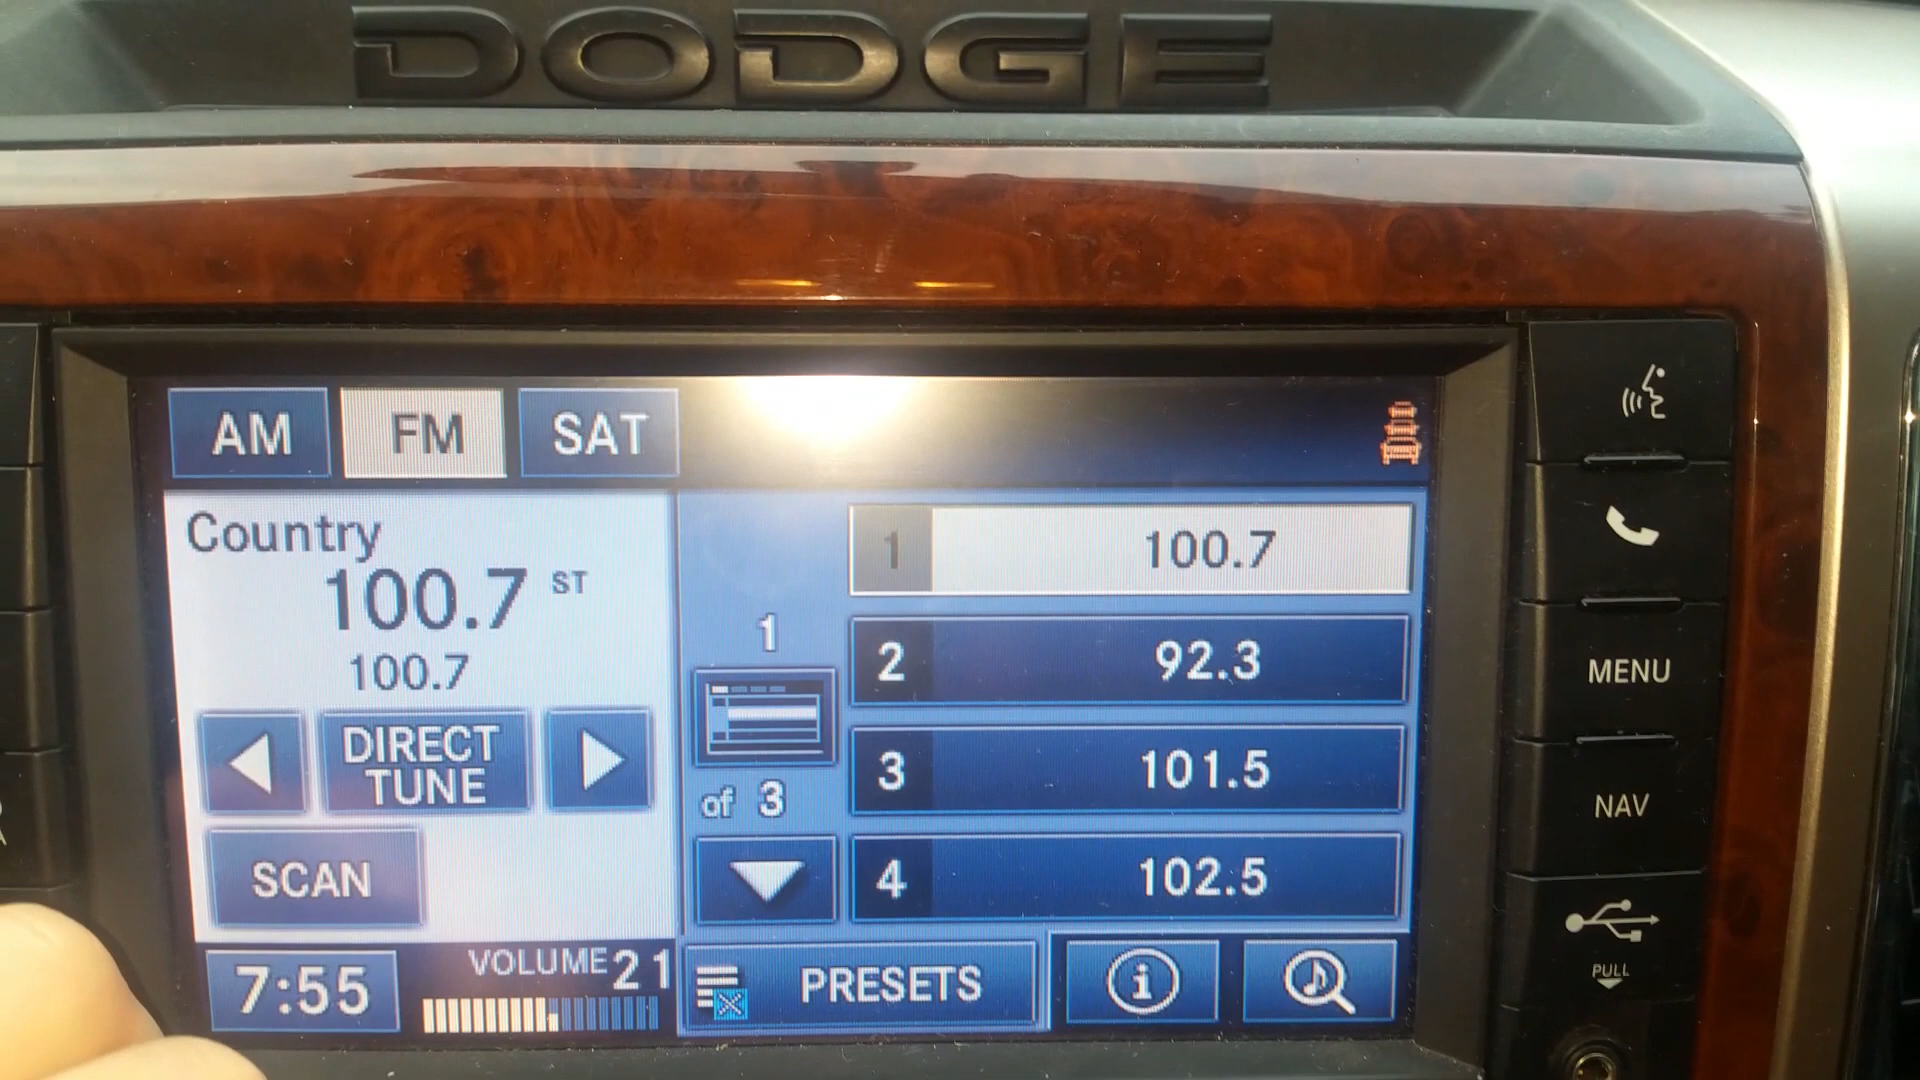 DODGE
AM FM SAT
Country
100.7 ST
100.7
DIRECT
TUNE
SCAN
7:55
VOLUME 21
1
of 3
1 100.7
2 92.3
3 101.5
4 102.5
PRESETS
i
MENU
NAV
PULL